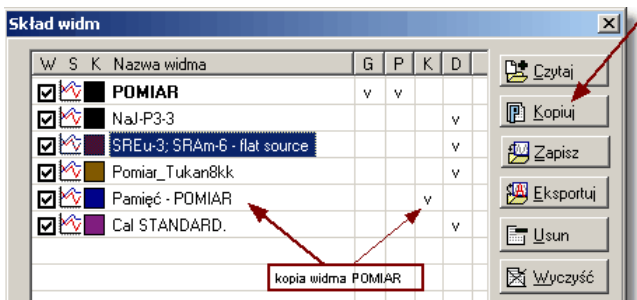 Skład widm
W S K Nazwa widma G P K D
POMIAR v v
NaJ-P3-3 v
SREu-3; SRAm-6 - flat source v
Pomiar_Tukan8kk v
Pamięć - POMIAR v
Cal STANDARD. v
kopia widma POMIAR
Czytaj
Kopiuj
Zapisz
Eksportuj
Usun
Wyczyść